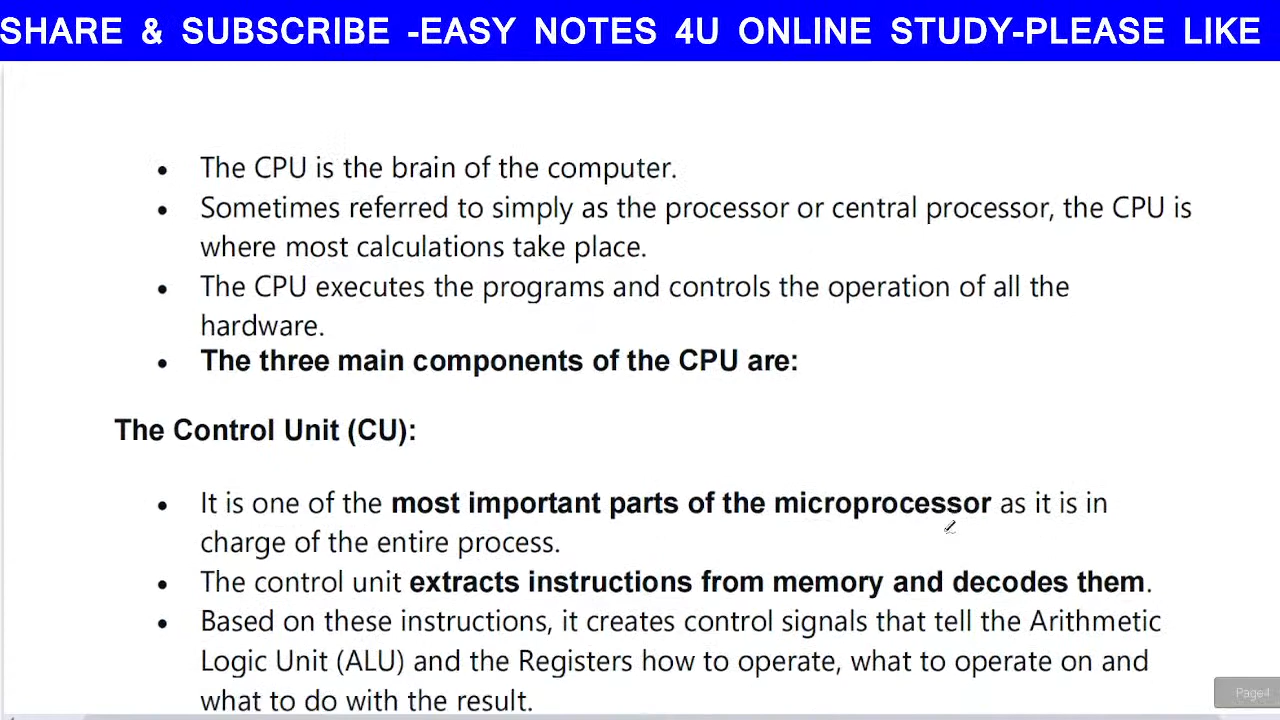 SHARE & SUBSCRIBE -EASY NOTES 4U ONLINE STUDY-PLEASE LIKE
• The CPU is the brain of the computer.
• Sometimes referred to simply as the processor or central processor, the CPU is
where most calculations take place.
• The CPU executes the programs and controls the operation of all the
hardware.
• The three main components of the CPU are:
The Control Unit (CU):
• It is one of the most important parts of the microprocessor as it is in
charge of the entire process.
• The control unit extracts instructions from memory and decodes them.
• Based on these instructions, it creates control signals that tell the Arithmetic
Logic Unit (ALU) and the Registers how to operate, what to operate on and
what to do with the result.
Page4